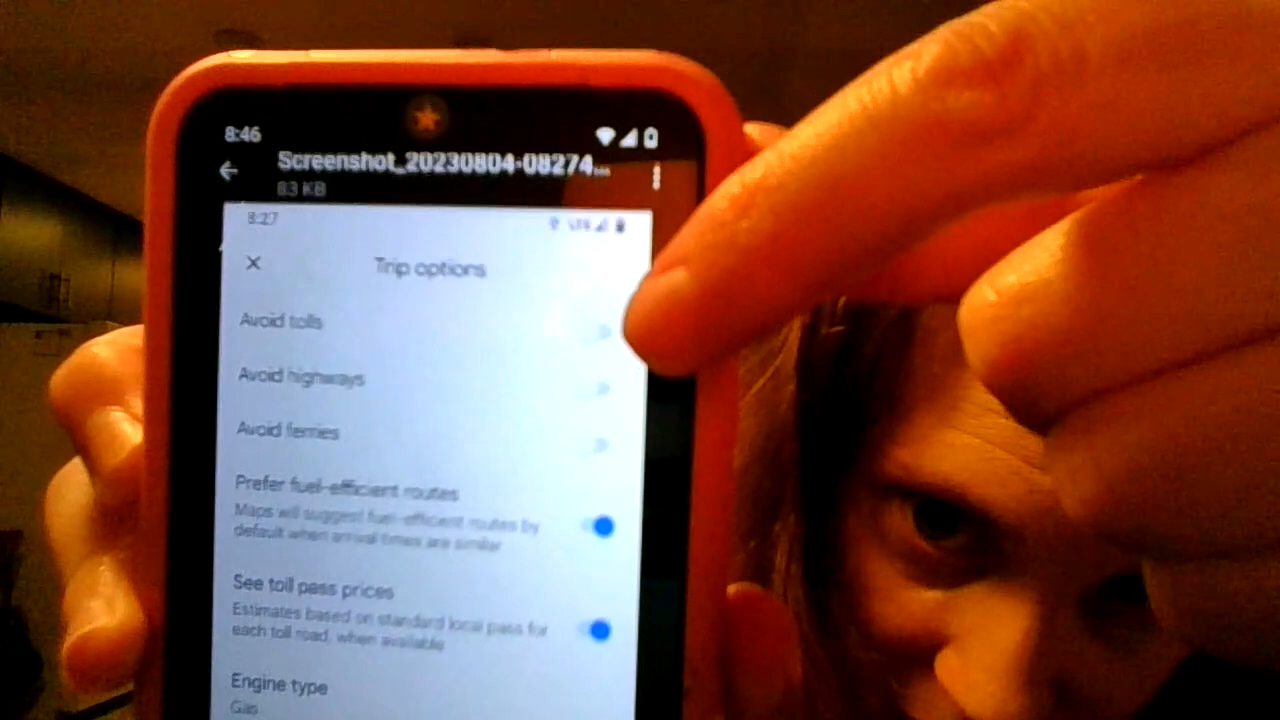 8:46
Screenshot_20230804-08274...
83 KB
8:27
LTE
Trip options
Avoid tolls
Avoid highways
Avoid ferries
Prefer fuel-efficient routes
Maps will suggest fuel-efficient routes by
default when arrival times are similar
See toll pass prices
Estimates based on standard local pass for
each toll road, when available
Engine type
Gas